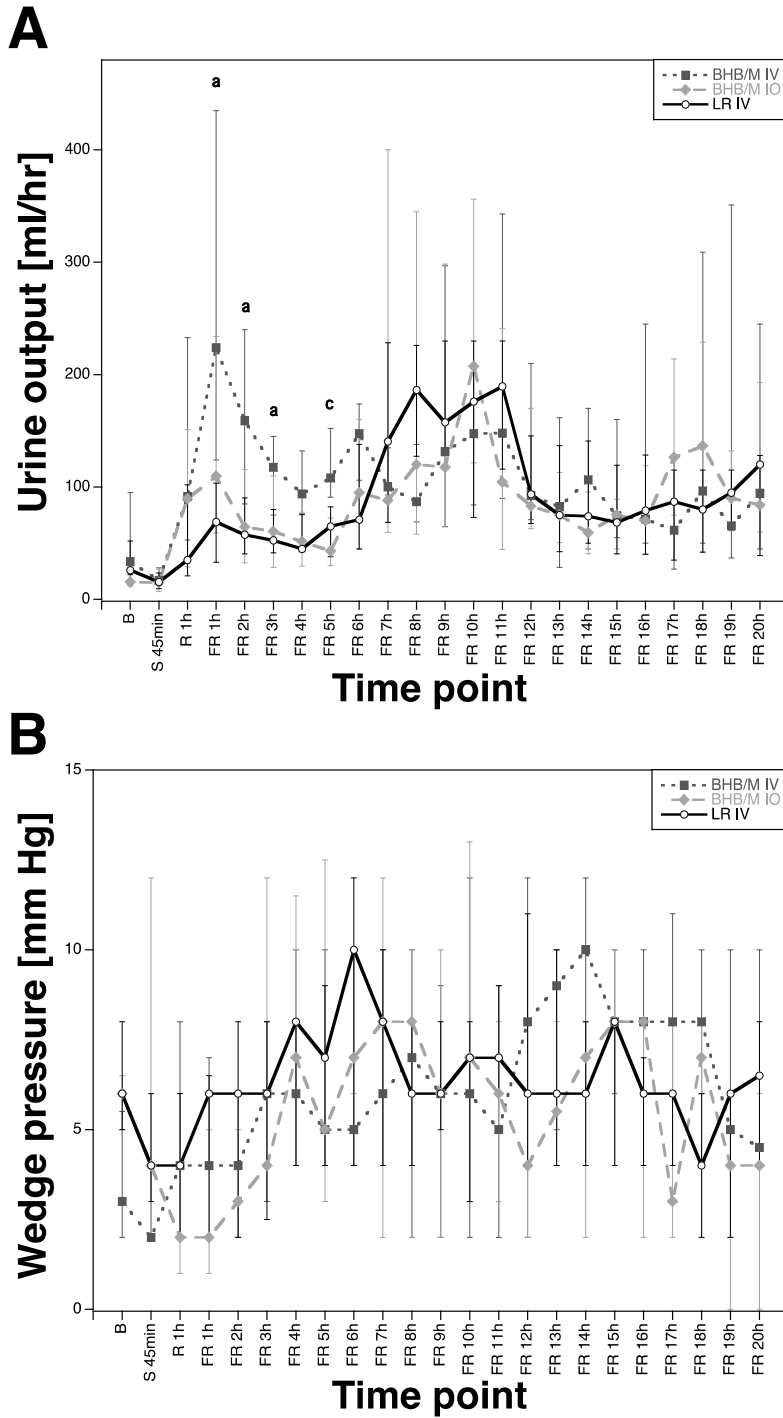 A
a
a
a
c
BHB/M IV
BHB/M IO
LR IV
Urine output [ml/hr]
400
300
200
100
0
B
S 45min
R 1h
FR 1h
FR 2h
FR 3h
FR 4h
FR 5h
FR 6h
FR 7h
FR 8h
FR 9h
FR 10h
FR 11h
FR 12h
FR 13h
FR 14h
FR 15h
FR 16h
FR 17h
FR 18h
FR 19h
FR 20h
Time point
B
BHB/M IV
BHB/M IO
LR IV
Wedge pressure [mm Hg]
15
10
5
0
B
S 45min
R 1h
FR 1h
FR 2h
FR 3h
FR 4h
FR 5h
FR 6h
FR 7h
FR 8h
FR 9h
FR 10h
FR 11h
FR 12h
FR 13h
FR 14h
FR 15h
FR 16h
FR 17h
FR 18h
FR 19h
FR 20h
Time point